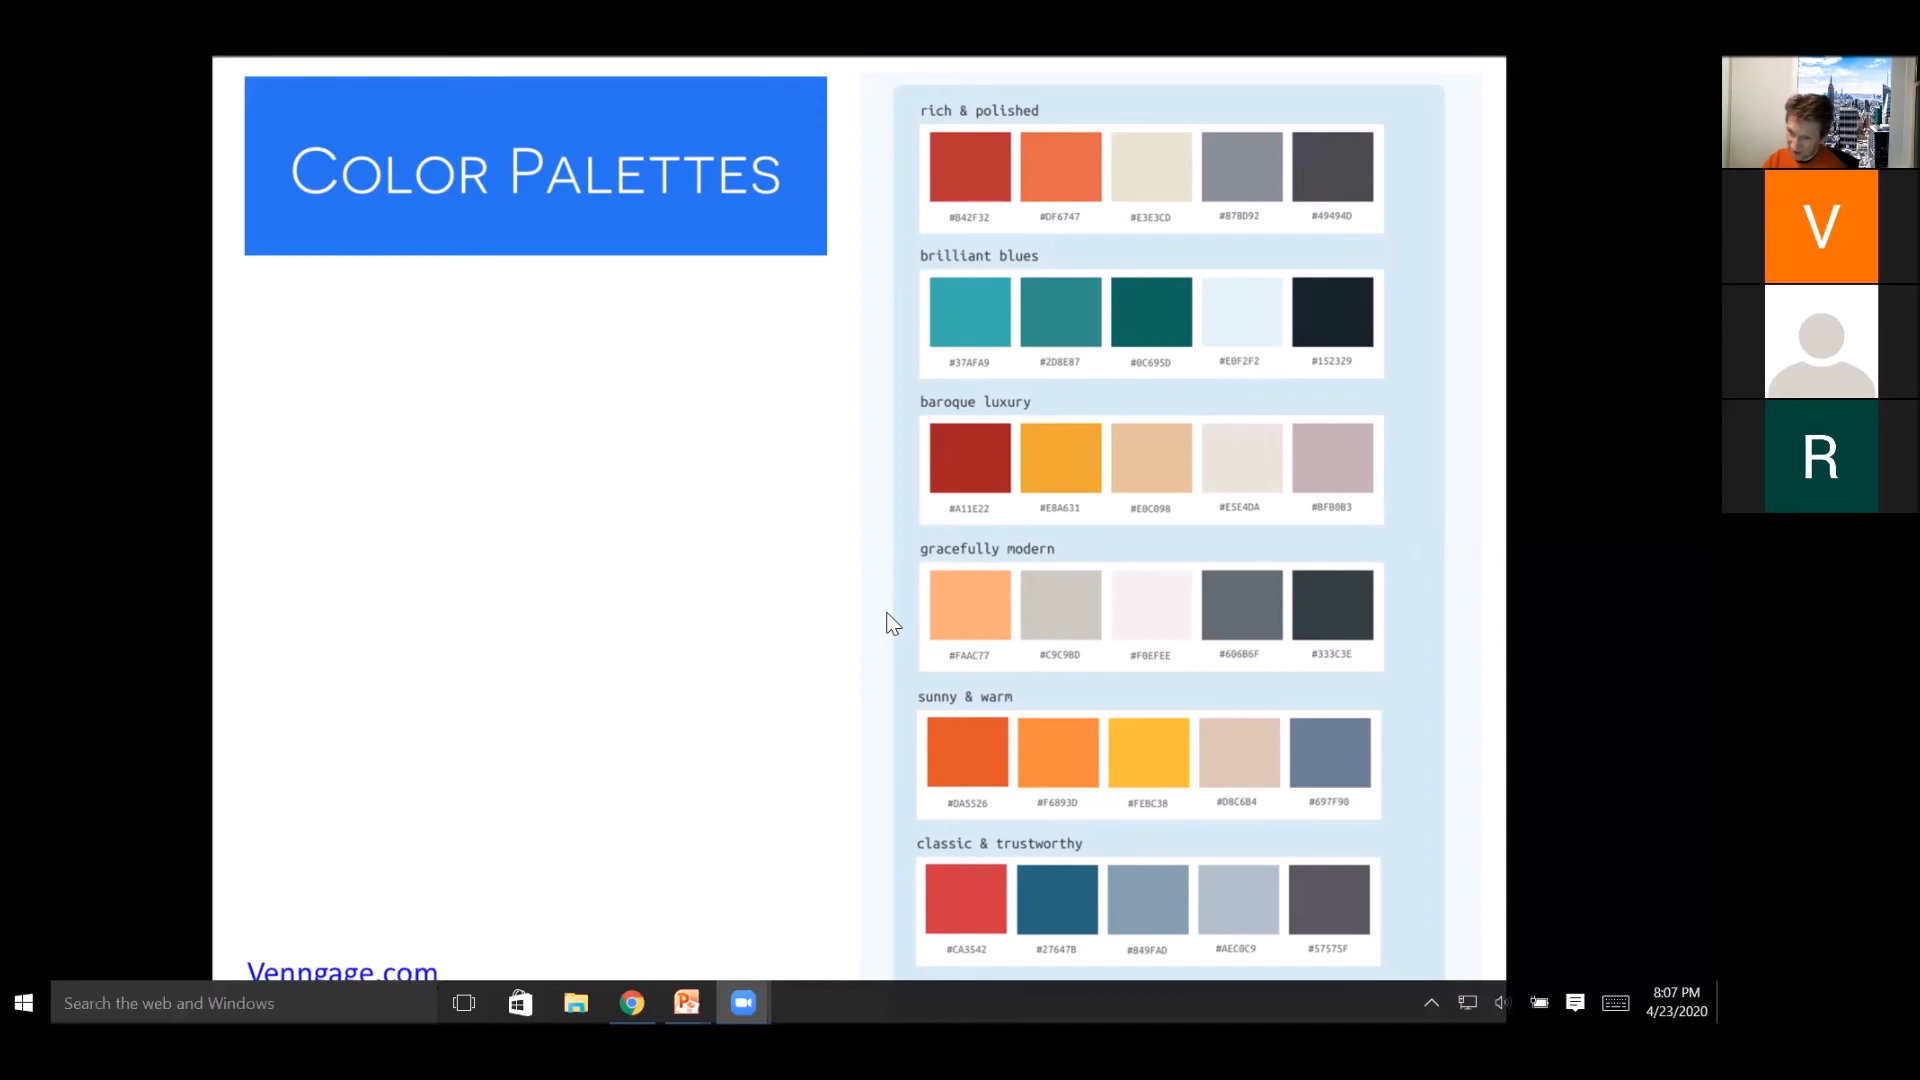 COLOR PALETTES
rich & polished
#B42F32 #DF6747 #E3E3CD #878D92 #49494D
brilliant blues
#37AFA9 #2D8E87 #0C695D #E0F2F2 #152329
baroque luxury
#A11E22 #E8A631 #E0C098 #E5E4DA #BFB0B3
gracefully modern
#FAAC77 #C9C9BD #F0EFEE #606B6F #333C3E
sunny & warm
#DA5526 #F6893D #FEBC38 #D8C6B4 #697F90
classic & trustworthy
#CA3542 #27647B #849FAD #AEC0C9 #57575F
Venngage.com
V
R
Search the web and Windows
8:07 PM
4/23/2020